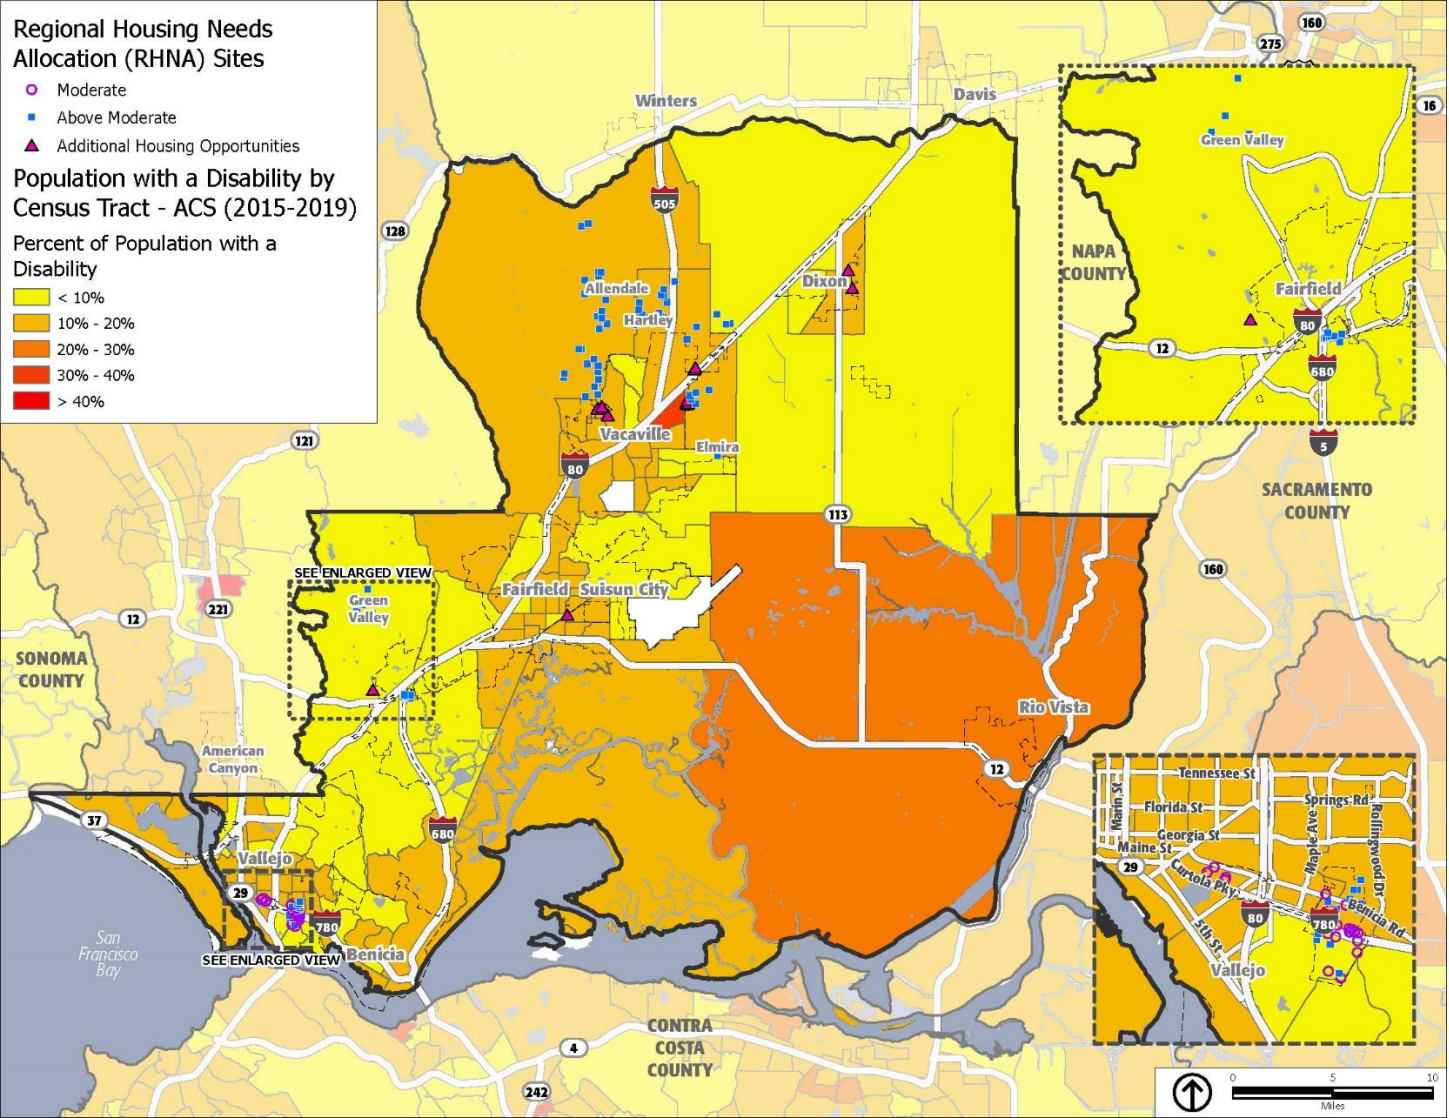 Regional Housing Needs
Allocation (RHNA) Sites
Moderate
Above Moderate
Additional Housing Opportunities
Population with a Disability by
Census Tract - ACS (2015-2019)
Percent of Population with a
Disability
< 10%
10% - 20%
20% - 30%
30% - 40%
> 40%
Winters
Davis
160
275
16
505
128
Green Valley
NAPA
COUNTY
Fairfield
80
12
680
Allendale
Hartley
Dixon
Vacaville
Elmira
80
121
5
SACRAMENTO
COUNTY
113
160
SEE ENLARGED VIEW
Green
Valley
Fairfield
Suisun City
221
12
SONOMA
COUNTY
Rio Vista
American
Canyon
12
37
680
Vallejo
29
780
SEE ENLARGED VIEW
Benicia
San
Francisco
Bay
Tennessee St
Marin St
Florida St
Springs Rd
Georgia St
Maple Ave
Rollingwood Dr
Maine St
29
Curtola Pky
80
780
Benicia Rd
5th St
Vallejo
CONTRA
COSTA
COUNTY
4
242
0
5
10
Miles